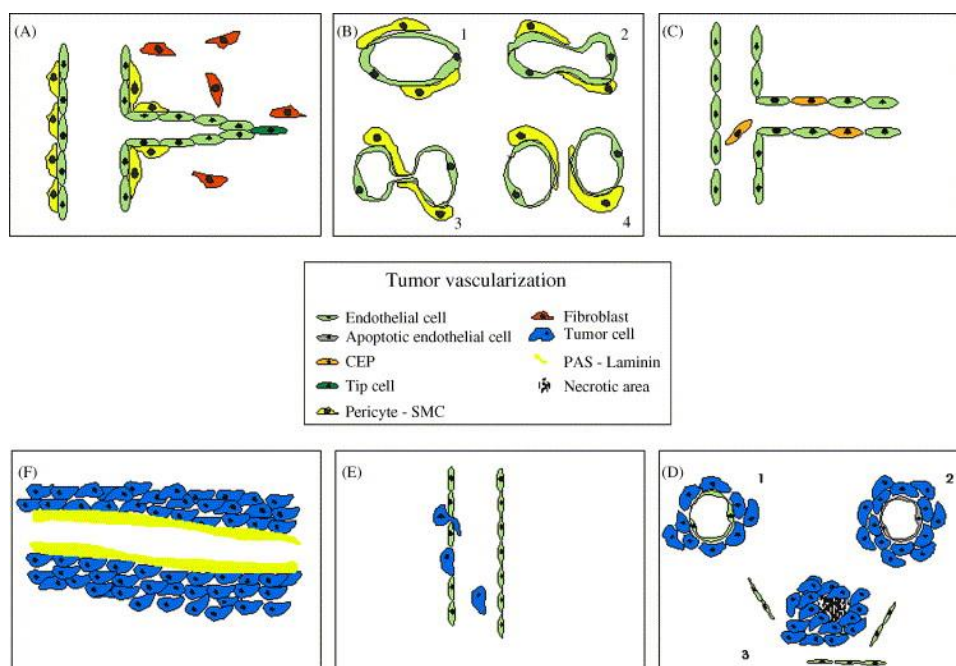 (A)
(B)
1
2
3
4
(C)
Tumor vascularization
Endothelial cell
Apoptotic endothelial cell
CEP
Tip cell
Pericyte - SMC
Fibroblast
Tumor cell
PAS - Laminin
Necrotic area
(F)
(E)
(D)
1
2
3